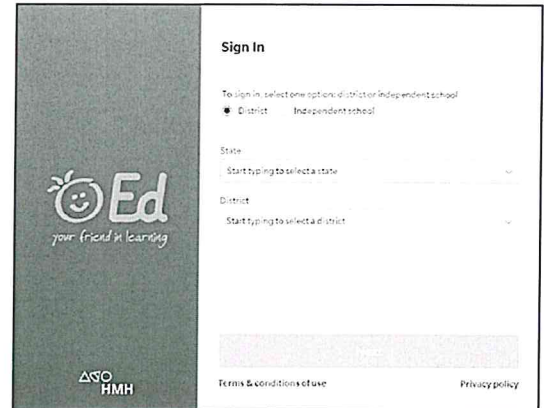 Sign In
To sign in, select one option: district or independent school
District Independent school
State
Start typing to select a state
District
Start typing to select a district
Ed
your friend in learning
HMH
Terms & conditions of use Privacy policy